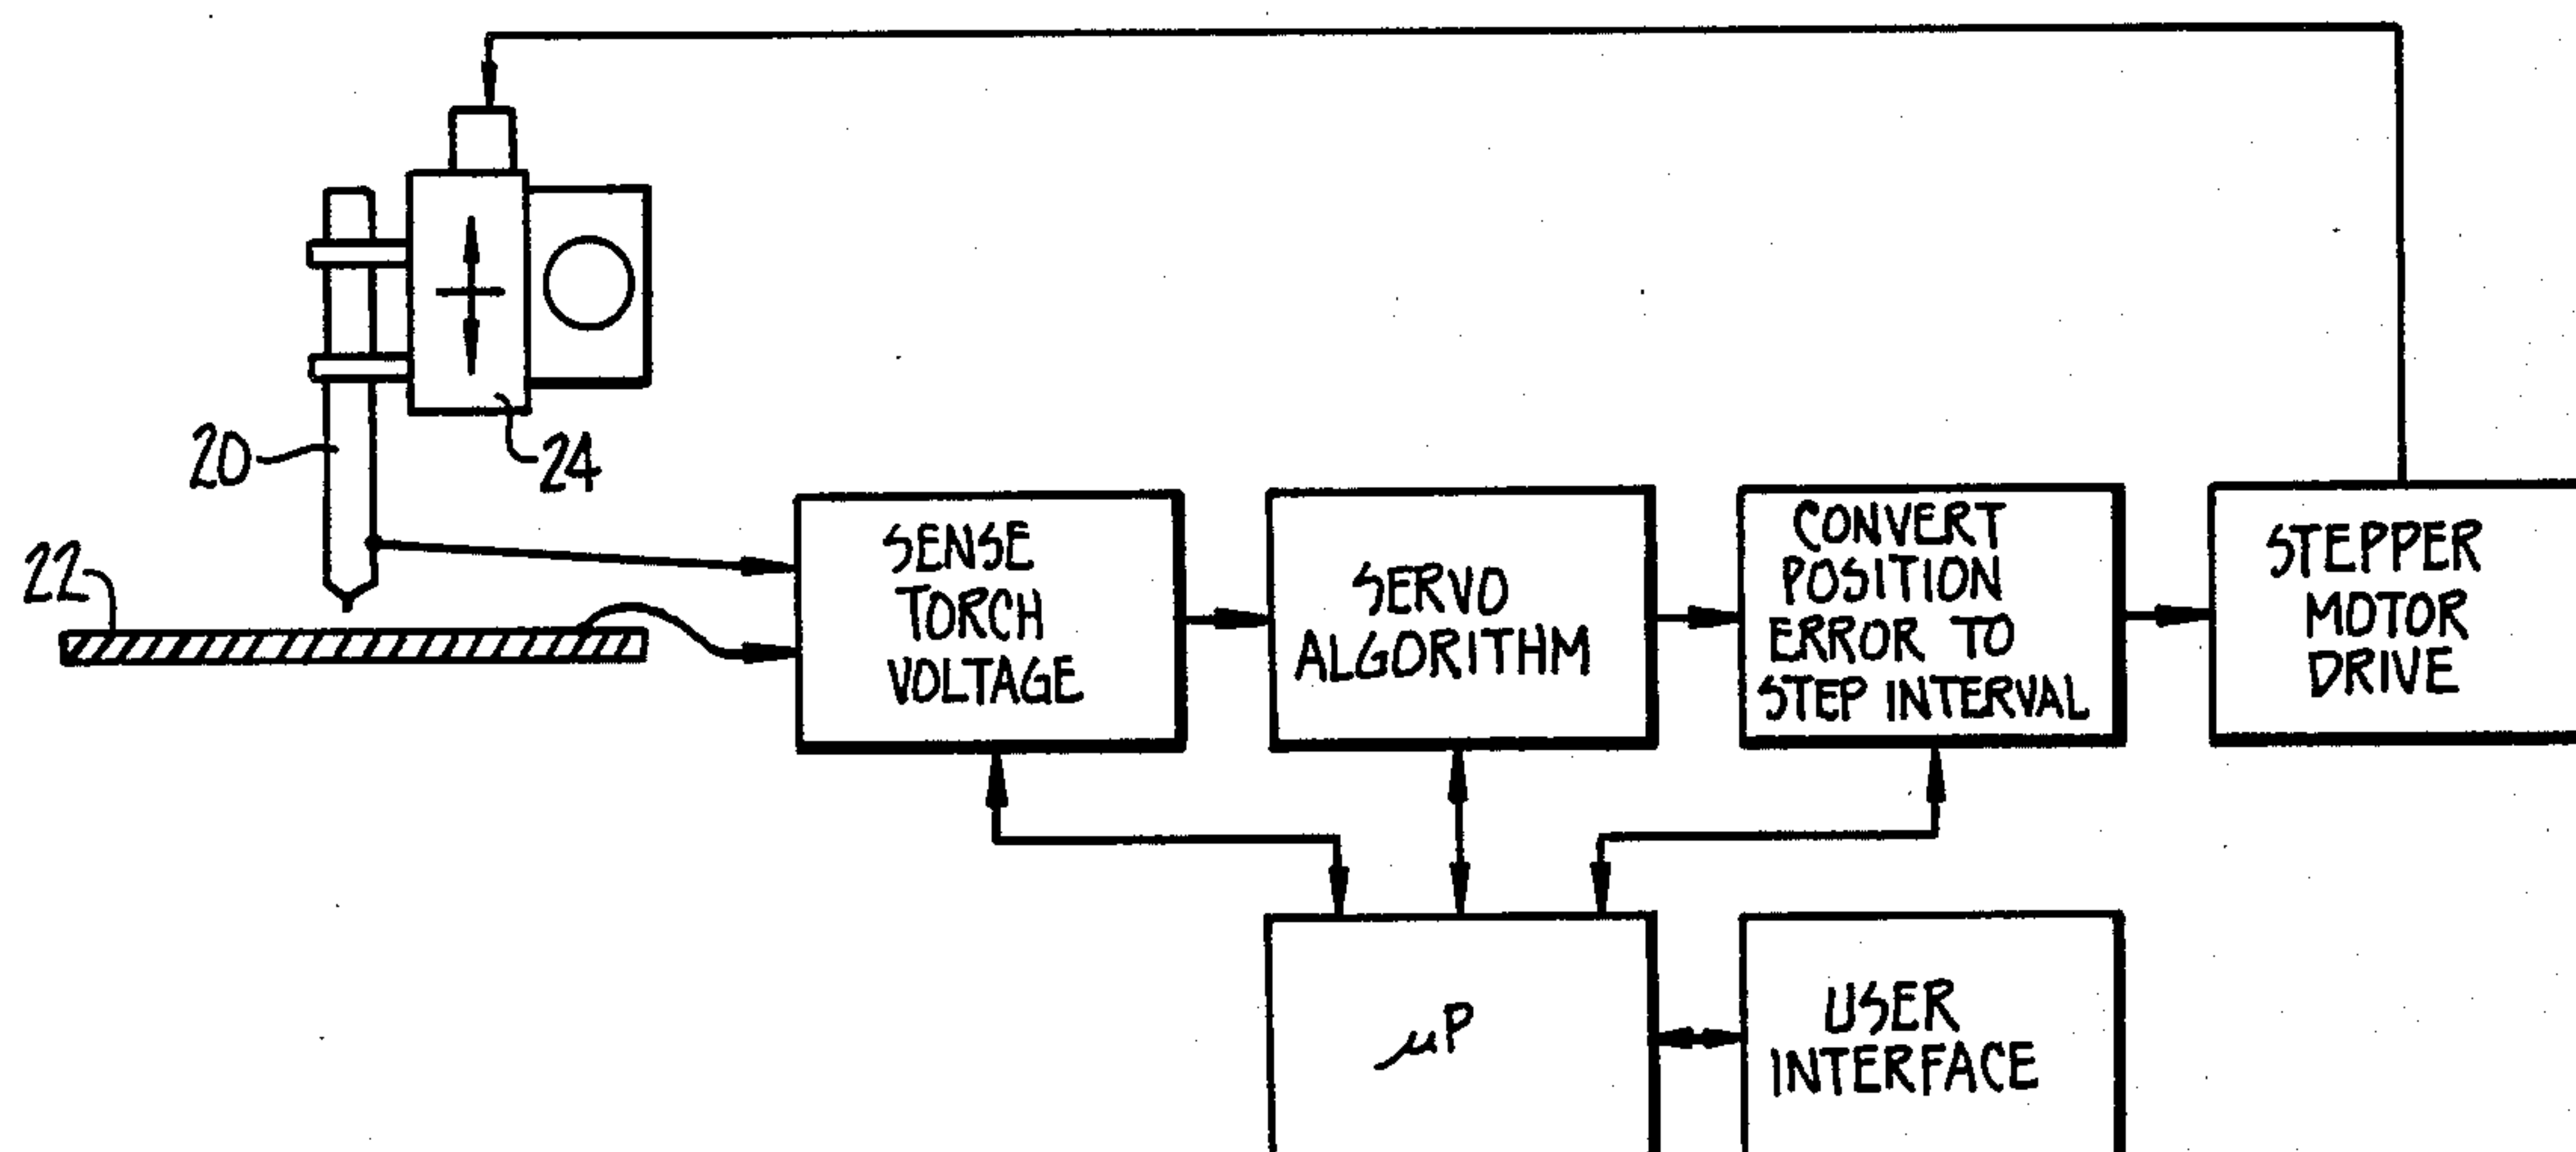 20
24
22
SENSE
TORCH
VOLTAGE
SERVO
ALGORITHM
CONVERT
POSITION
ERROR TO
STEP INTERVAL
STEPPER
MOTOR
DRIVE
µP
USER
INTERFACE